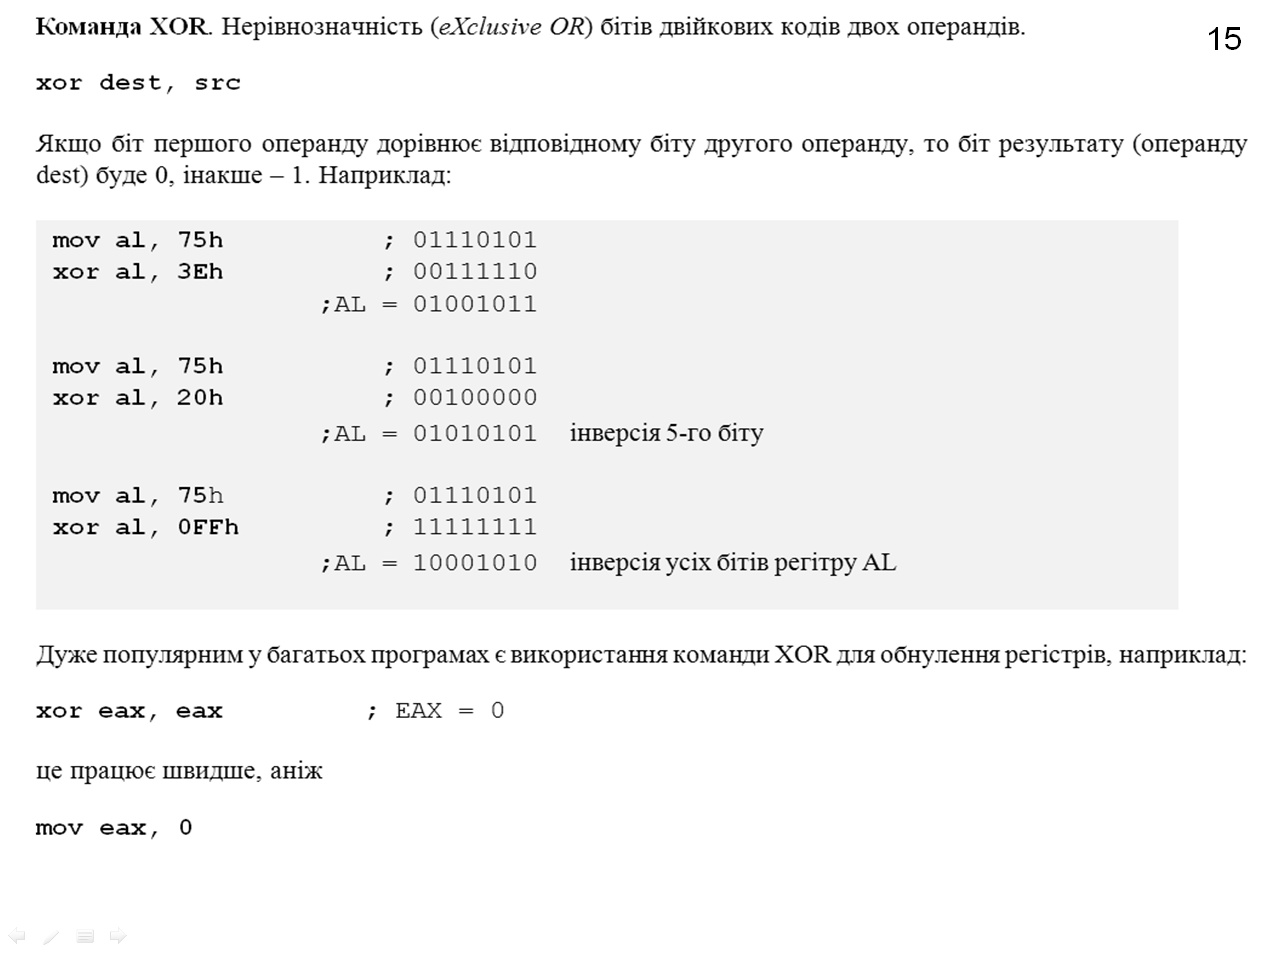 Команда XOR. Нерівнозначність (eXclusive OR) бітів двійкових кодів двох операндів.
15
xor dest, src
Якщо біт першого операнду дорівнює відповідному біту другого операнду, то біт результату (операнду
dest) буде 0, інакше – 1. Наприклад:
mov al, 75h ; 01110101
xor al, 3Eh ; 00111110
;AL = 01001011
mov al, 75h ; 01110101
xor al, 20h ; 00100000
;AL = 01010101 інверсія 5-го біту
mov al, 75h ; 01110101
xor al, 0FFh ; 11111111
;AL = 10001010 інверсія усіх бітів регітру AL
Дуже популярним у багатьох програмах є використання команди XOR для обнулення регістрів, наприклад:
xor eax, eax ; EAX = 0
це працює швидше, аніж
mov eax, 0